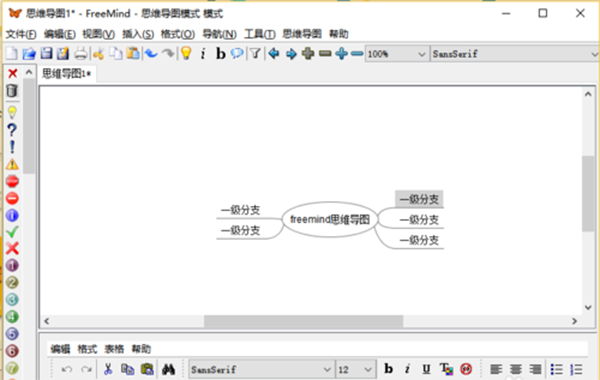 思维导图1* - FreeMind - 思维导图模式 模式
文件(F) 编辑(E) 视图(V) 插入(S) 格式(O) 导航(N) 工具(T) 思维导图 帮助
i b 100% SansSerif
思维导图1*
一级分支 一级分支
freemind思维导图 一级分支
一级分支 一级分支
编辑 格式 表格 帮助
SansSerif 12 b i U